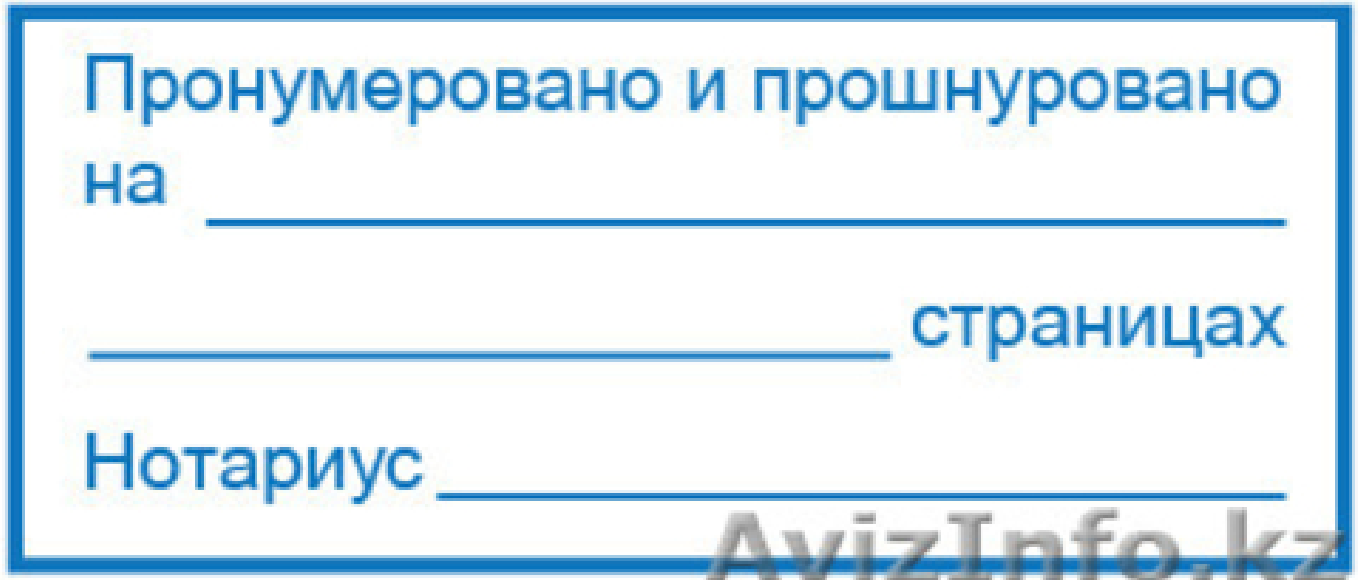 Пронумеровано и прошнуровано
на
страницах
Нотариус
AvizInfo.kz